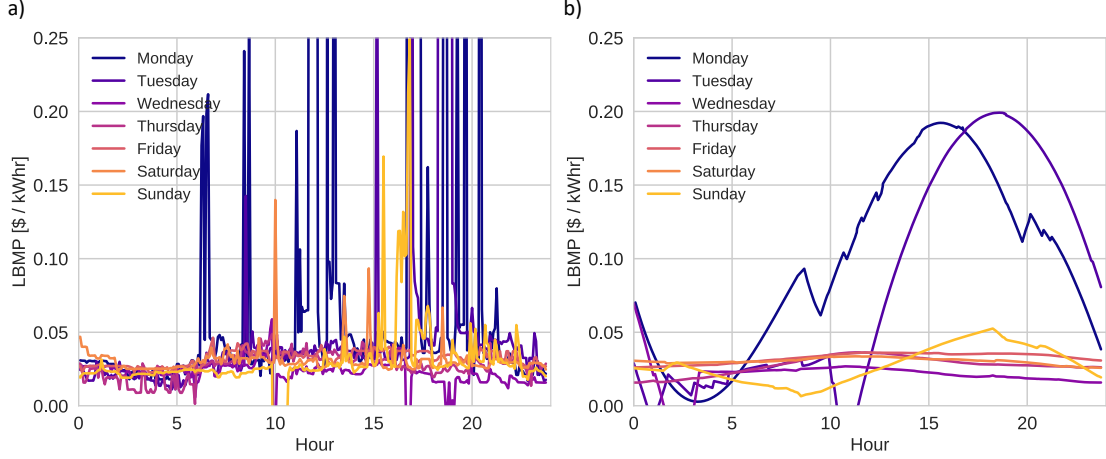 a)
LBMP [$ / kWhr]
0.25
0.20
0.15
0.10
0.05
0.00
Monday
Tuesday
Wednesday
Thursday
Friday
Saturday
Sunday
0
5
10
15
20
Hour
b)
LBMP [$ / kWhr]
0.25
0.20
0.15
0.10
0.05
0.00
Monday
Tuesday
Wednesday
Thursday
Friday
Saturday
Sunday
0
5
10
15
20
Hour